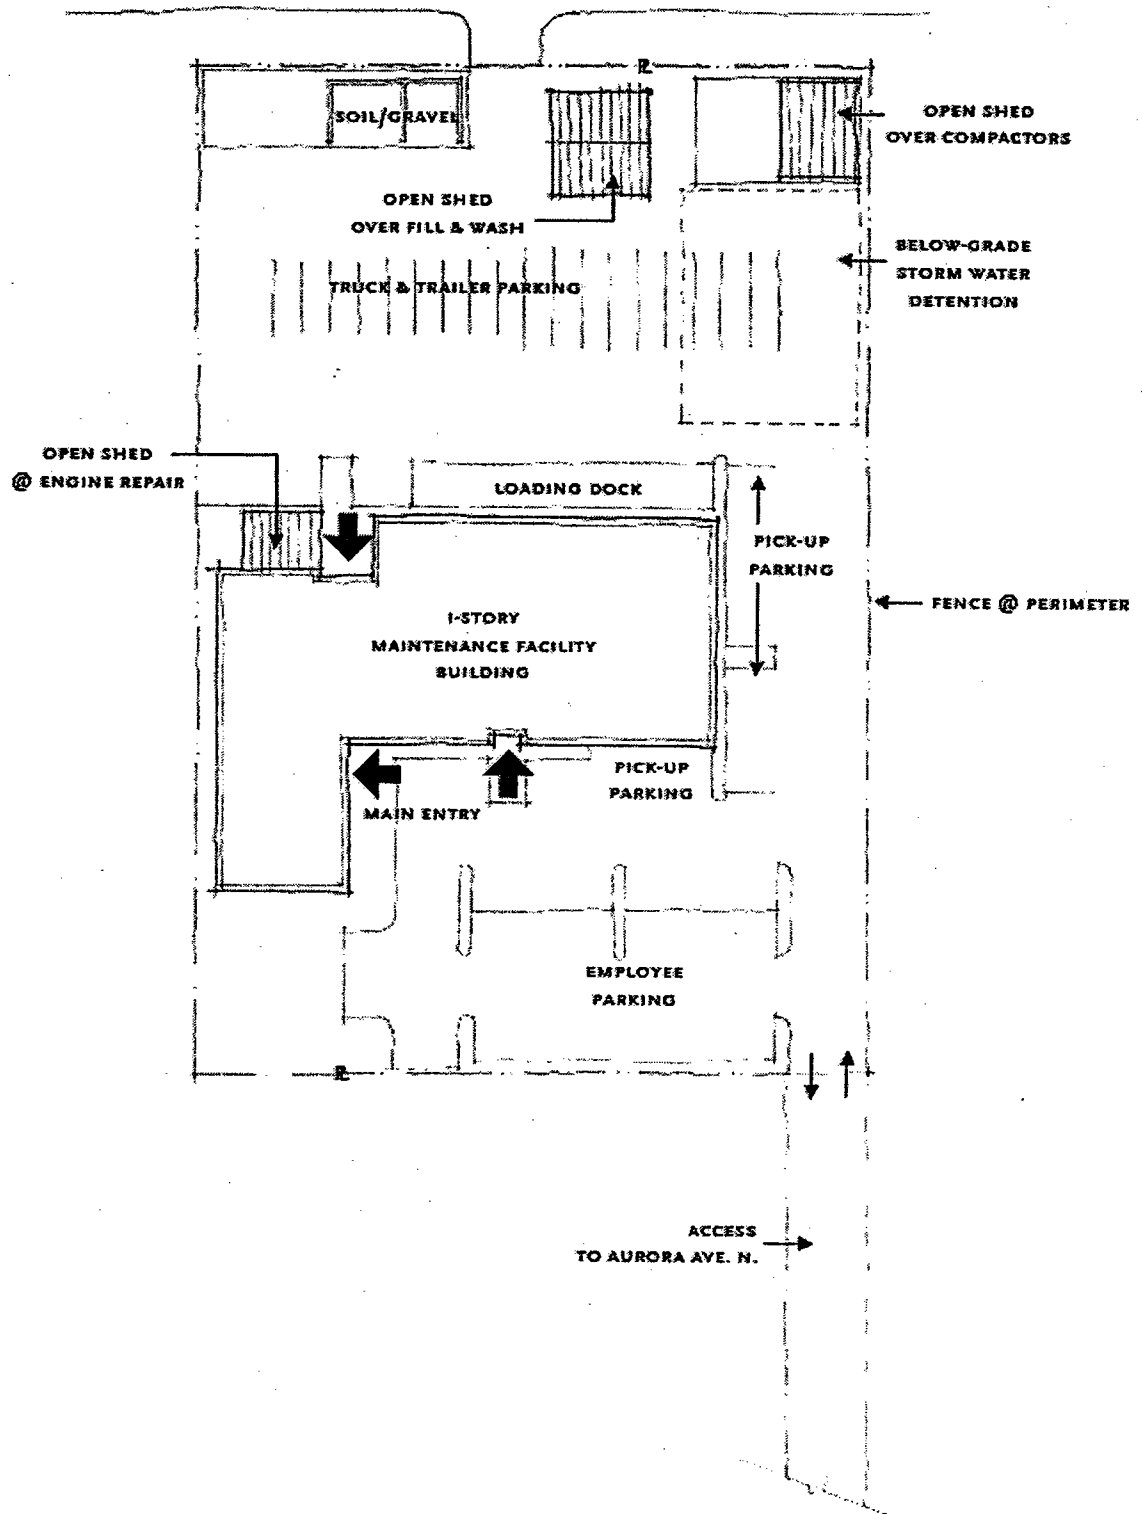 PL
SOIL/GRAVEL
OPEN SHED
OVER COMPACTORS
OPEN SHED
OVER FILL & WASH
BELOW-GRADE
STORM WATER
DETENTION
TRUCK & TRAILER PARKING
OPEN SHED
@ ENGINE REPAIR
LOADING DOCK
PICK-UP
PARKING
FENCE @ PERIMETER
1-STORY
MAINTENANCE FACILITY
BUILDING
PICK-UP
PARKING
MAIN ENTRY
EMPLOYEE
PARKING
PL
ACCESS
TO AURORA AVE. N.